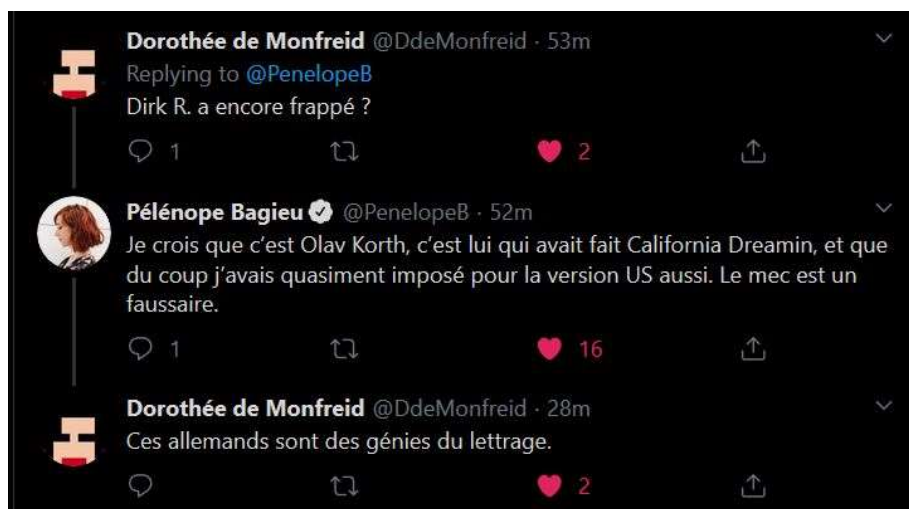 Dorothée de Monfreid @DdeMonfreid · 53m
Replying to @PenelopeB
Dirk R. a encore frappé ?
1 2
Pélénope Bagieu @PenelopeB · 52m
Je crois que c'est Olav Korth, c'est lui qui avait fait California Dreamin, et que
du coup j'avais quasiment imposé pour la version US aussi. Le mec est un
faussaire.
1 16
Dorothée de Monfreid @DdeMonfreid · 28m
Ces allemands sont des génies du lettrage.
2